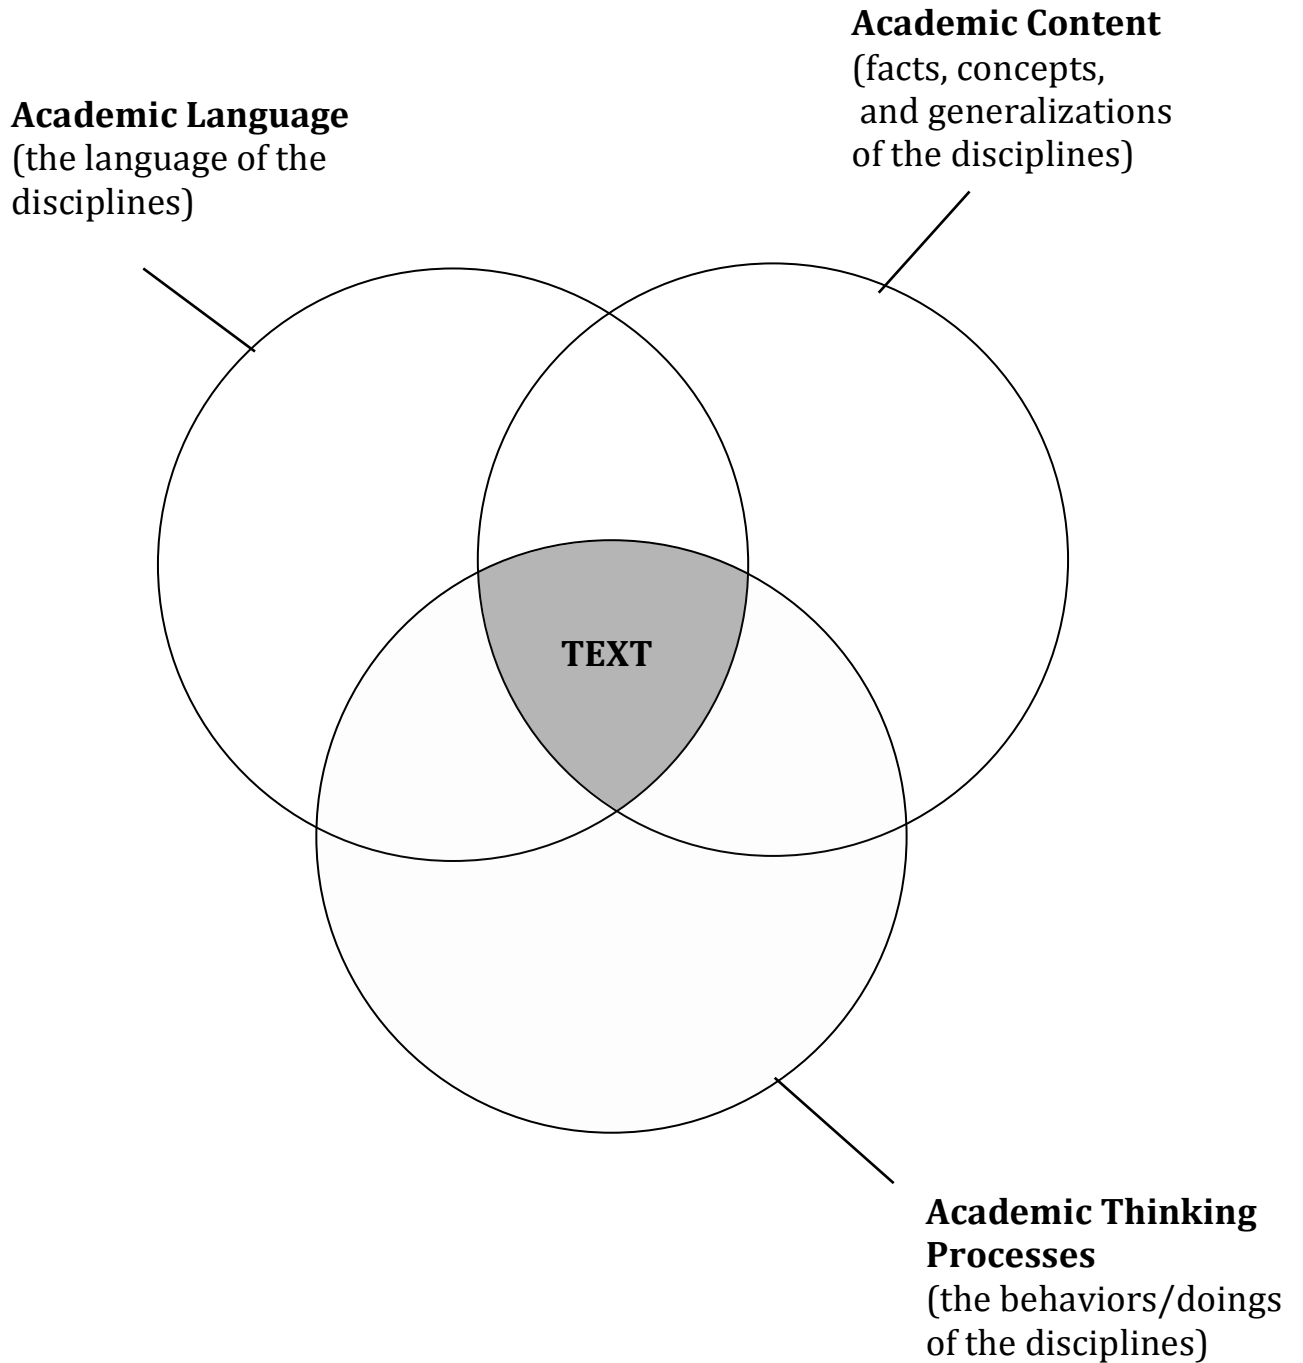 Academic Content
(facts, concepts,
and generalizations
of the disciplines)
Academic Language
(the language of the
disciplines)
TEXT
Academic Thinking
Processes
(the behaviors/doings
of the disciplines)